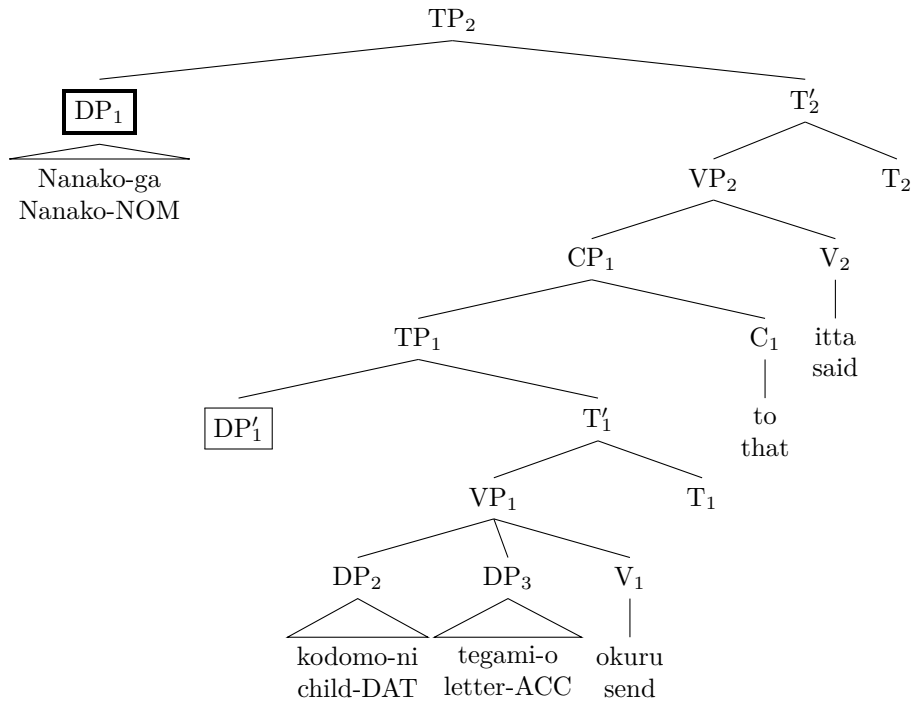 TP₂
DP₁ T′₂
Nanako-ga VP₂ T₂
Nanako-NOM
CP₁ V₂
TP₁ C₁ itta
said
DP′₁ T′₁ to
that
VP₁ T₁
DP₂ DP₃ V₁
kodomo-ni tegami-o okuru
child-DAT letter-ACC send